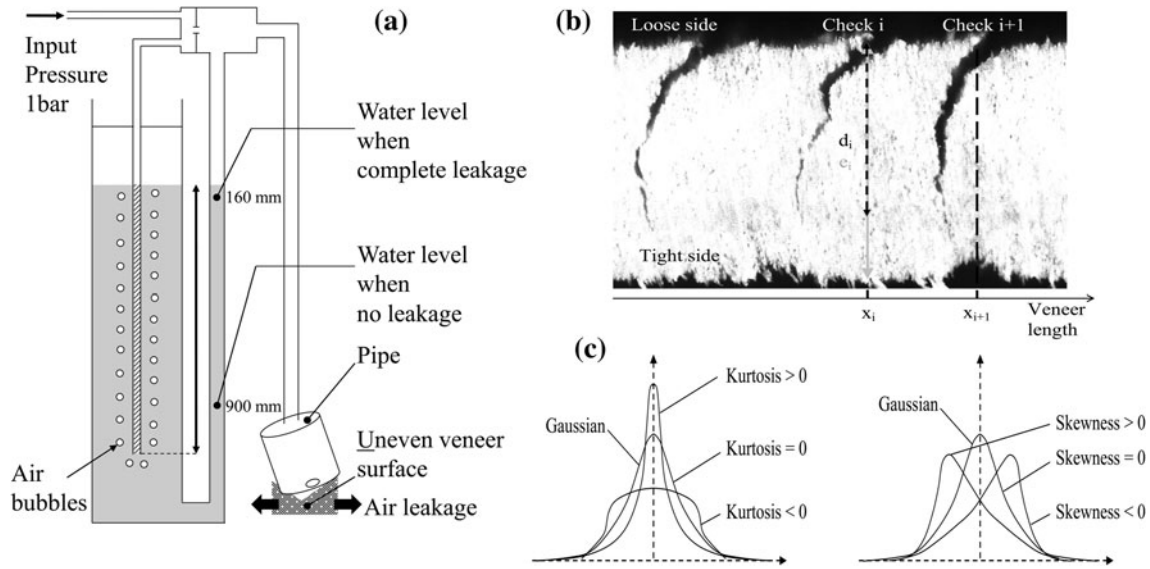 (a)
Input
Pressure
1bar
Water level
when
complete leakage
160 mm
Water level
when
no leakage
Pipe
900 mm
Uneven veneer
surface
Air
bubbles
Air leakage
(b)
Loose side
Check i
Check i+1
di
ei
Tight side
xi
xi+1
Veneer
length
(c)
Kurtosis > 0
Gaussian
Kurtosis = 0
Kurtosis < 0
Gaussian
Skewness > 0
Skewness = 0
Skewness < 0